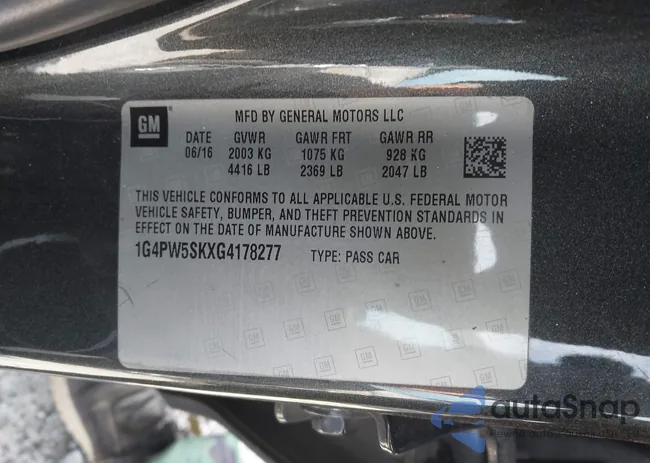 GM MFD BY GENERAL MOTORS LLC
DATE GVWR GAWR FRT GAWR RR
06/16 2003 KG 1075 KG 928 KG
4416 LB 2369 LB 2047 LB
THIS VEHICLE CONFORMS TO ALL APPLICABLE U.S. FEDERAL MOTOR
VEHICLE SAFETY, BUMPER, AND THEFT PREVENTION STANDARDS IN
EFFECT ON THE DATE OF MANUFACTURE SHOWN ABOVE.
1G4PW5SKXG4178277 TYPE: PASS CAR
autoSnap